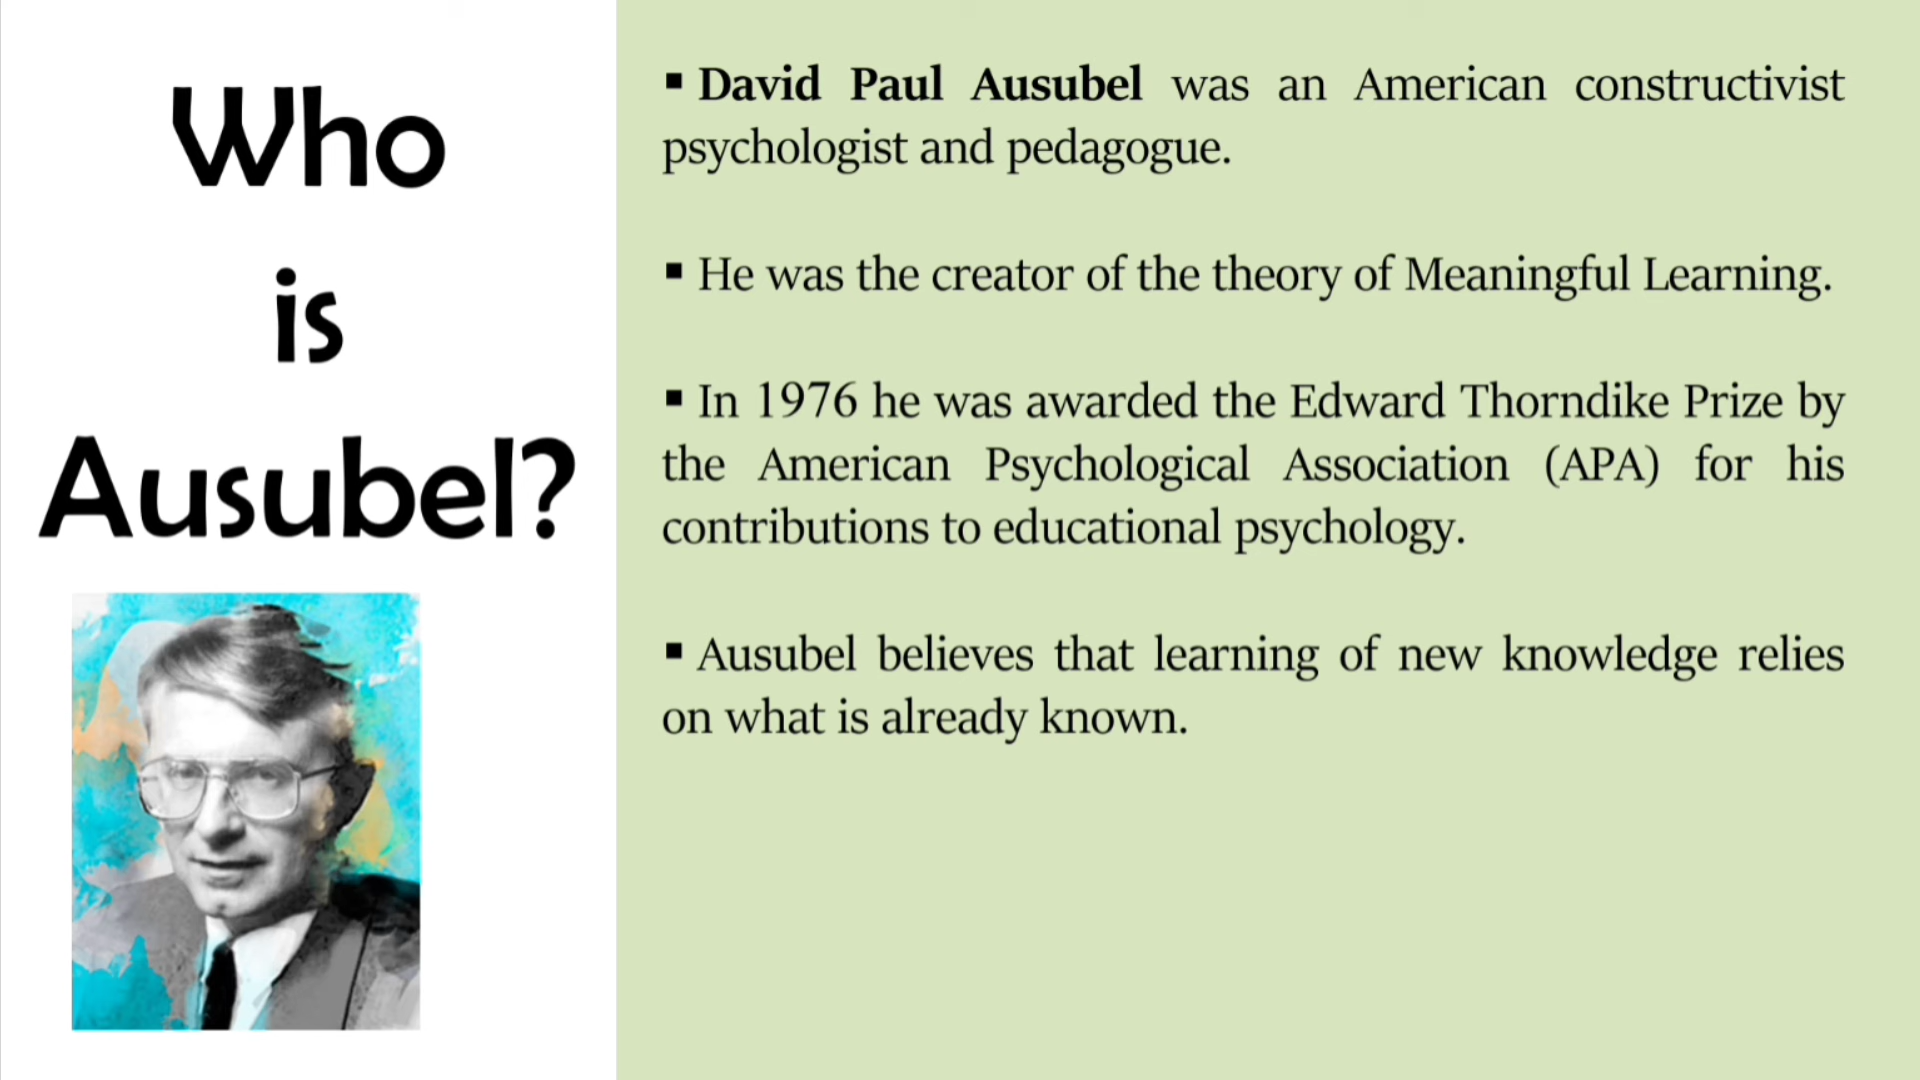 Who
is
Ausubel?
▪ David Paul Ausubel was an American constructivist
psychologist and pedagogue.
▪ He was the creator of the theory of Meaningful Learning.
▪ In 1976 he was awarded the Edward Thorndike Prize by
the American Psychological Association (APA) for his
contributions to educational psychology.
▪ Ausubel believes that learning of new knowledge relies
on what is already known.